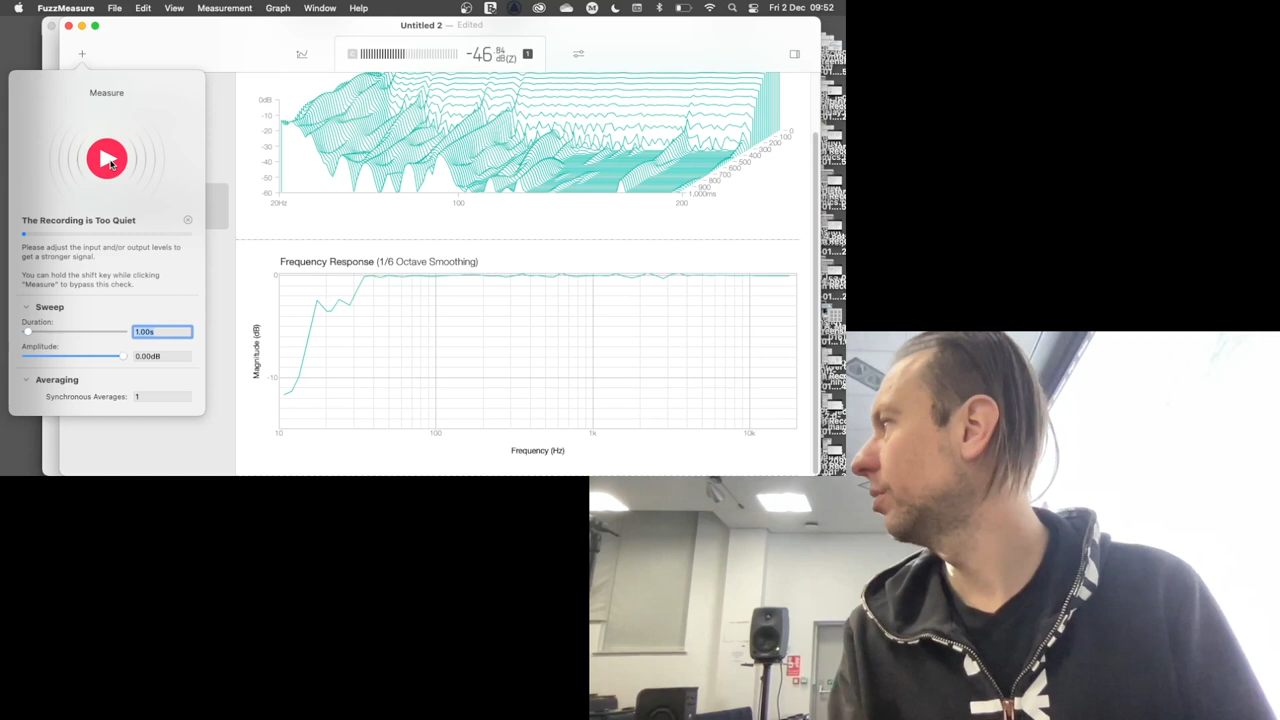 FuzzMeasure File Edit View Measurement Graph Window Help Fri 2 Dec 09:52
Untitled 2 — Edited
C -46.84 dB(Z) 1
Measure
The Recording is Too Quiet
Please adjust the input and/or output levels to
get a stronger signal.
You can hold the shift key while clicking
"Measure" to bypass this check.
Sweep
Duration:
1.00s
Amplitude:
0.00dB
Averaging
Synchronous Averages: 1
0dB
-10
-20
-30
-40
-50
-60
20Hz 100 200
0
100
200
300
400
500
600
700
800
900
1,000ms
Frequency Response (1/6 Octave Smoothing)
0
-10
Magnitude (dB)
10 100 1k 10k
Frequency (Hz)